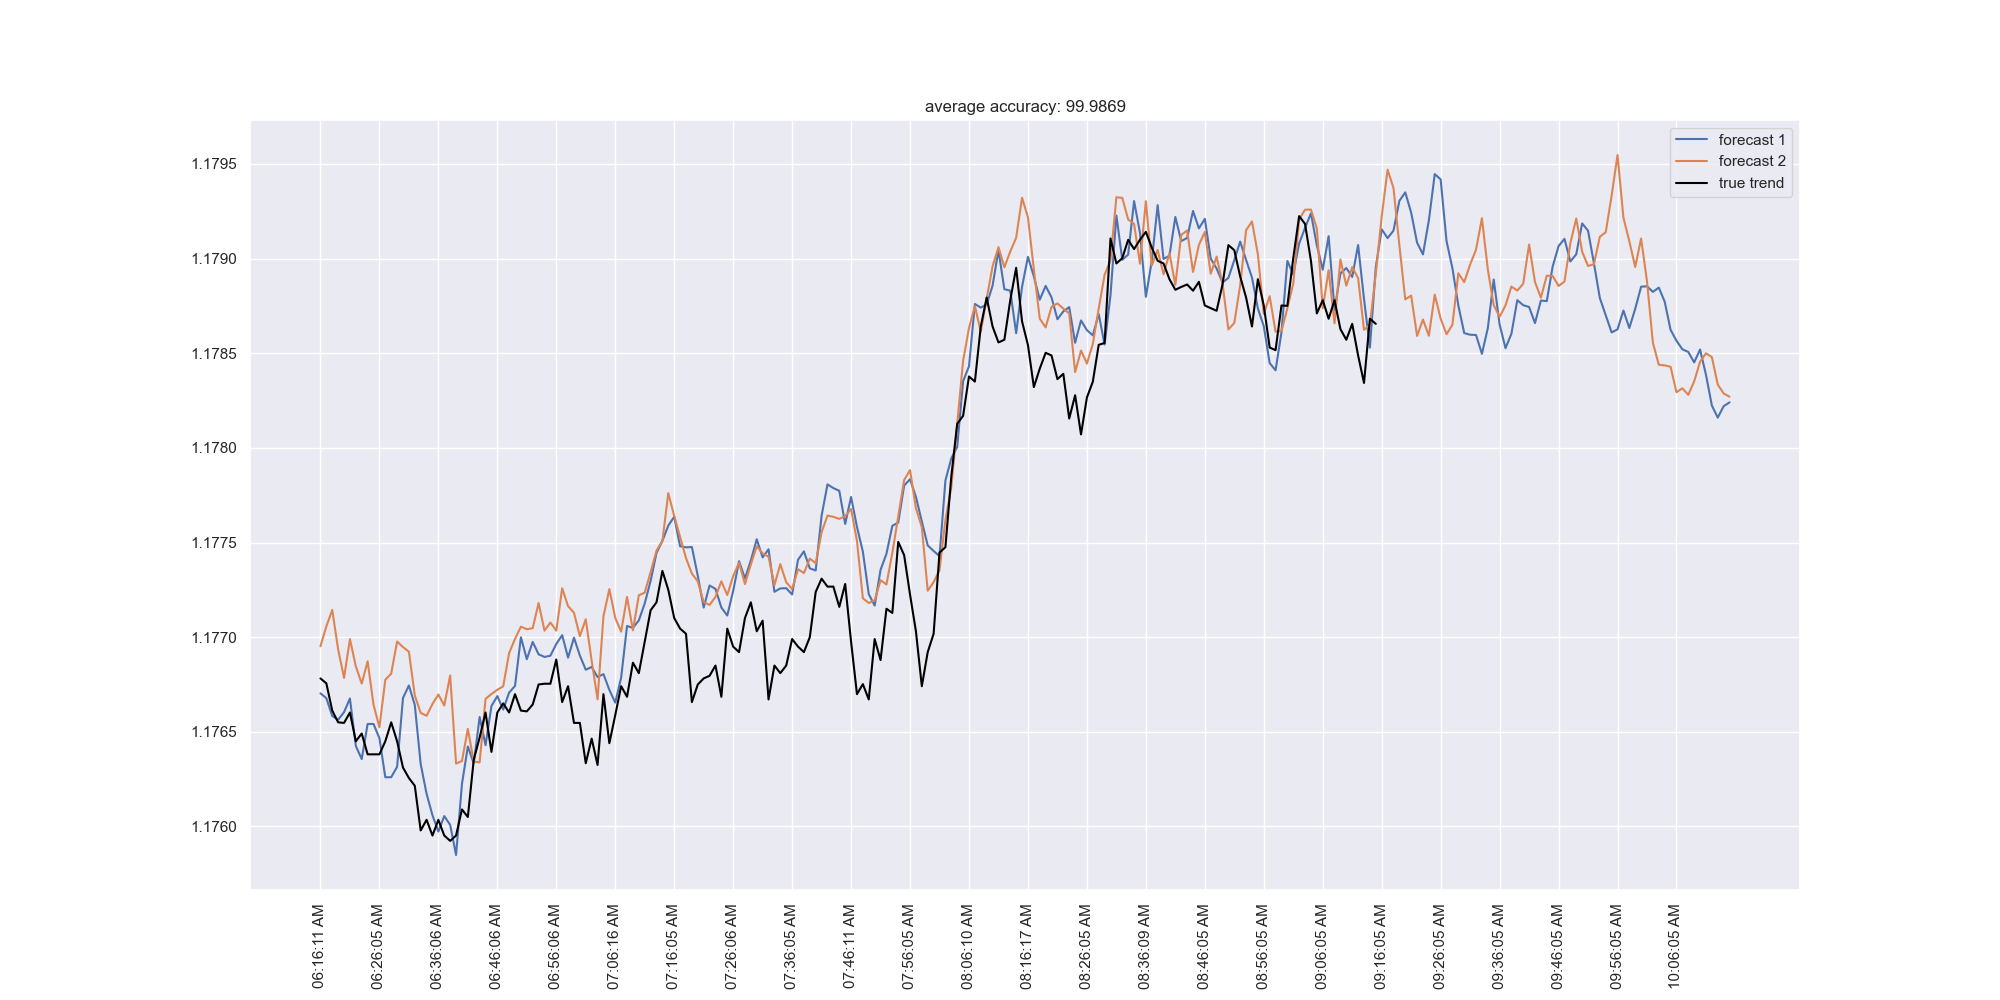 average accuracy: 99.9869
forecast 1
forecast 2
true trend
1.1795
1.1790
1.1785
1.1780
1.1775
1.1770
1.1765
1.1760
06:16:11 AM
06:26:05 AM
06:36:06 AM
06:46:06 AM
06:56:06 AM
07:06:16 AM
07:16:05 AM
07:26:06 AM
07:36:05 AM
07:46:11 AM
07:56:05 AM
08:06:10 AM
08:16:17 AM
08:26:05 AM
08:36:09 AM
08:46:05 AM
08:56:05 AM
09:06:05 AM
09:16:05 AM
09:26:05 AM
09:36:05 AM
09:46:05 AM
09:56:05 AM
10:06:05 AM